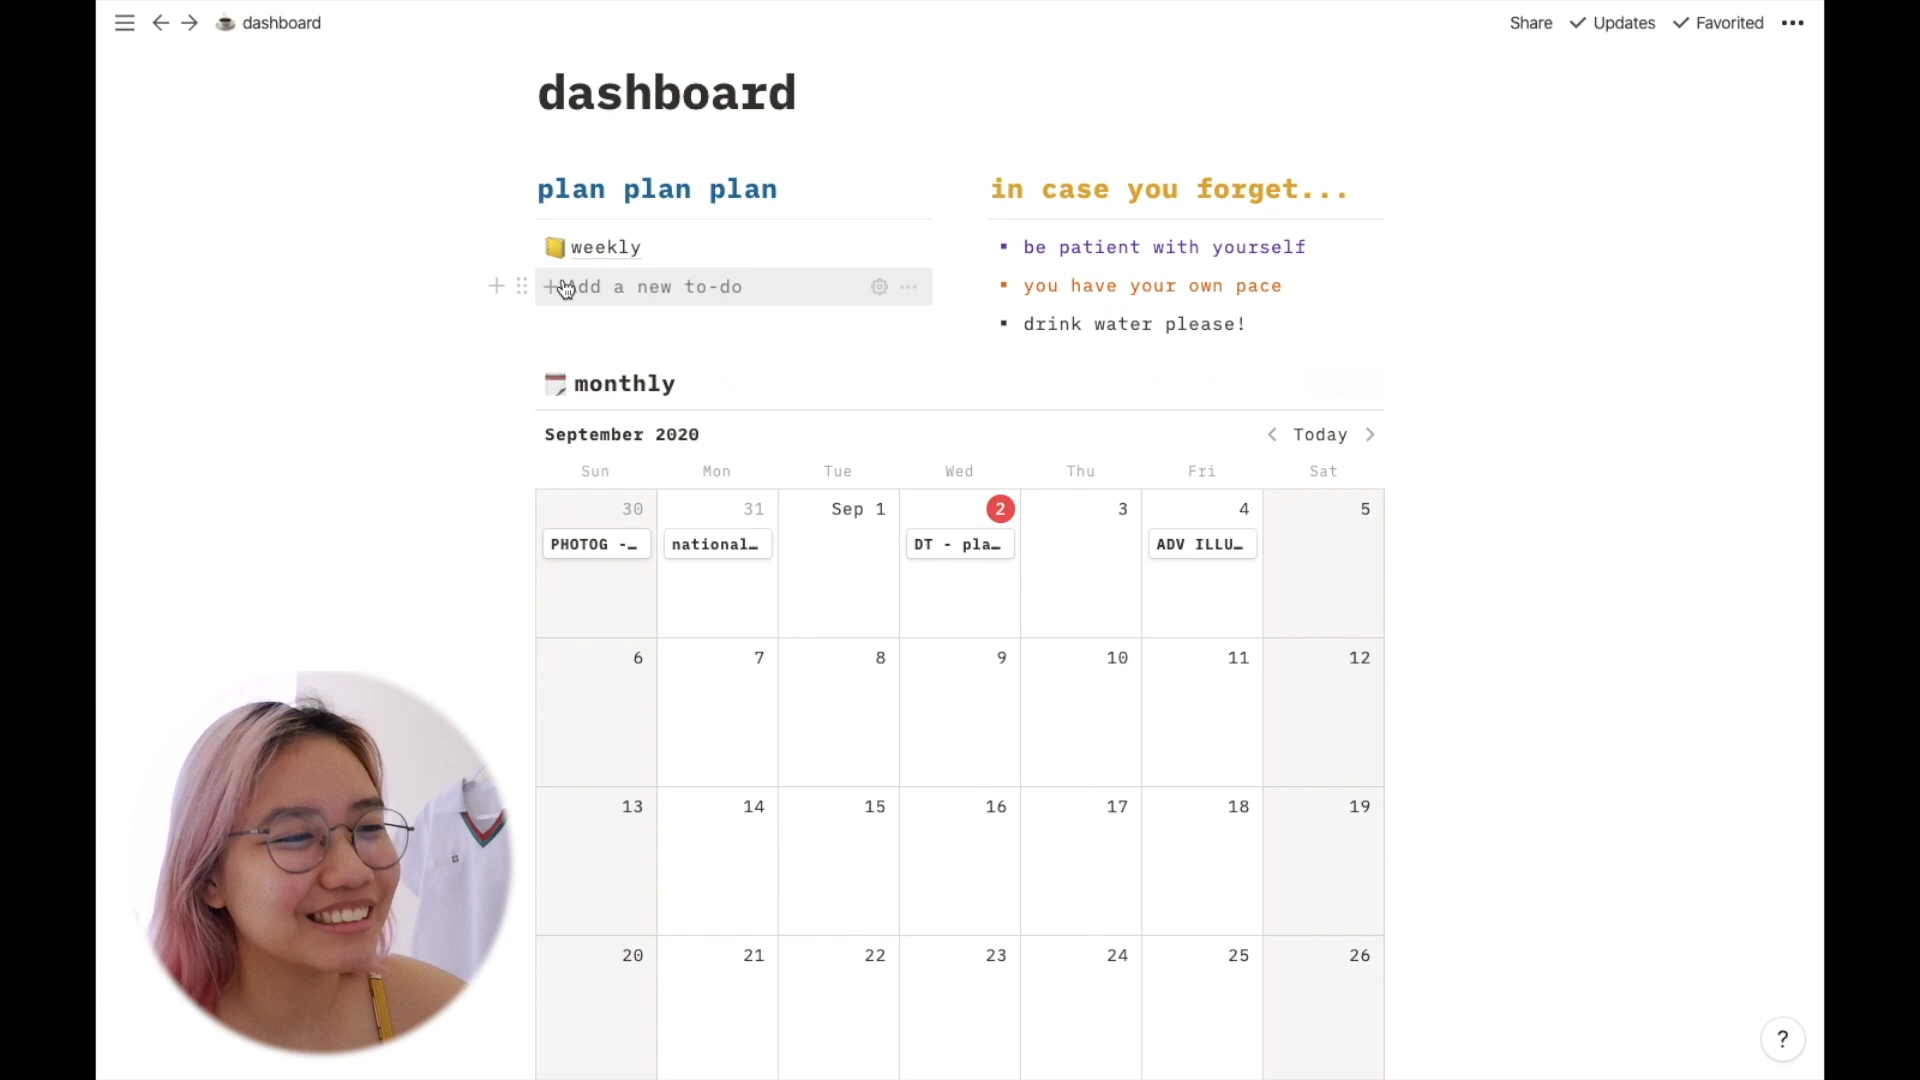 dashboard
Share Updates Favorited
dashboard
plan plan plan
weekly
Add a new to-do
in case you forget...
be patient with yourself
you have your own pace
drink water please!
monthly
September 2020
Today
Sun Mon Tue Wed Thu Fri Sat
30 31 Sep 1 2 3 4 5
PHOTOG -… national… DT - pla… ADV ILLU…
6 7 8 9 10 11 12
13 14 15 16 17 18 19
20 21 22 23 24 25 26
?